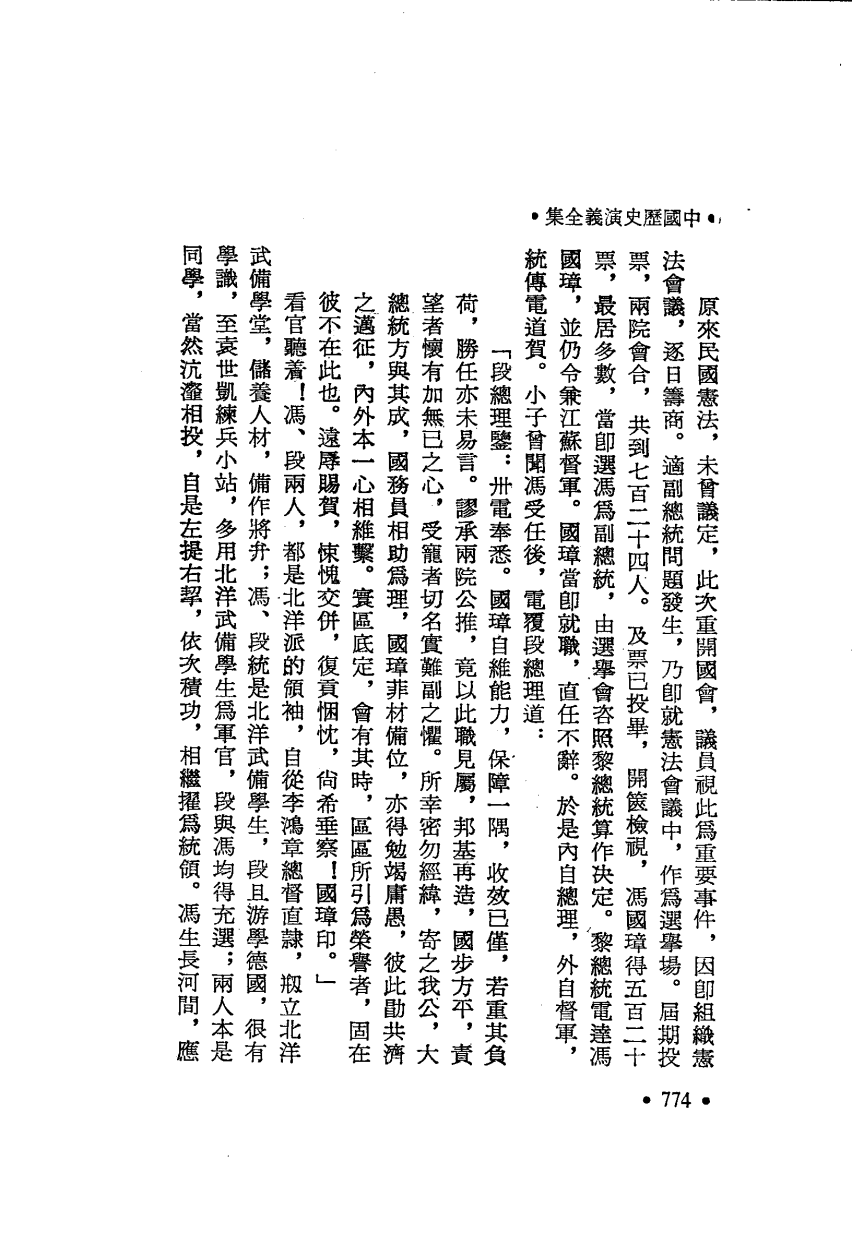 •中國歷史演義全集•
原來民國憲法，未曾議定，此次重開國會，議員視此爲重要事件，因卽組織憲
法會議，逐日籌商。適副總統問題發生，乃卽就憲法會議中，作爲選擧場。屆期投
票，兩院會合，共到七百二十四人。及票已投畢，開篋檢視，馮國璋得五百二十
票，最居多數，當卽選馮爲副總統，由選擧會咨照黎總統算作決定。黎總統電達馮
國璋，並仍令兼江蘇督軍。國璋當卽就職，直任不辭。於是內自總理，外自督軍，
統傳電道賀。小子曾聞馮受任後，電覆段總理道：
「段總理鑒：卅電奉悉。國璋自維能力，保障一隅，收效已僅，若重其負
荷，勝任亦未易言。謬承兩院公推，竟以此職見屬，邦基再造，國步方平，責
望者懷有加無已之心，受寵者切名實難副之懼。所幸密勿經緯，寄之我公，大
總統方與其成，國務員相助爲理，國璋菲材備位，亦得勉竭庸愚，彼此勖共濟
之邁征，內外本一心相維繫。寰區底定，會有其時，區區所引爲榮譽者，固在
彼不在此也。遠辱賜賀，悚愧交併，復貢悃忱，尙希垂察！國璋印。」
看官聽着！馮、段兩人，都是北洋派的領袖，自從李鴻章總督直隸，剏立北洋
武備學堂，儲養人材，備作將弁；馮、段統是北洋武備學生，段且游學德國，很有
學識，至袁世凱練兵小站，多用北洋武備學生爲軍官，段與馮均得充選；兩人本是
同學，當然沆瀣相投，自是左提右挈，依次積功，相繼擢爲統領。馮生長河間，應
•774•